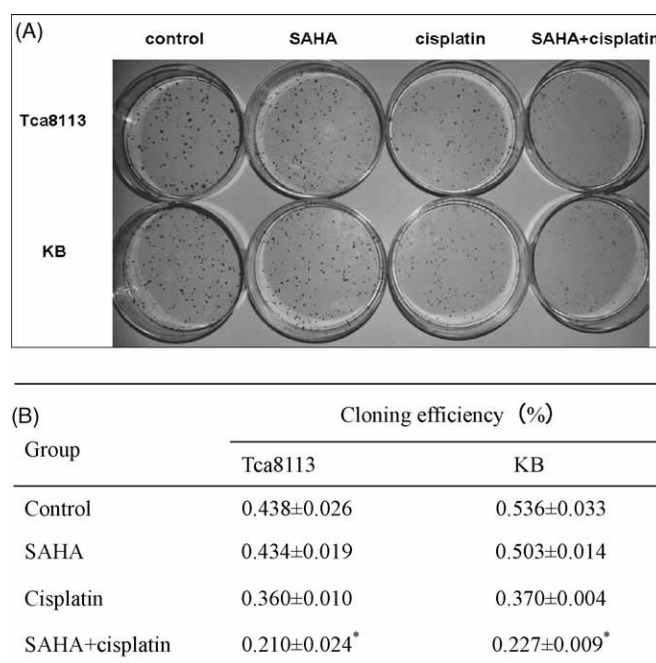 (A)
control SAHA cisplatin SAHA+cisplatin
Tca8113
KB
(B)
Cloning efficiency (%)
Group
Tca8113 KB
Control 0.438±0.026 0.536±0.033
SAHA 0.434±0.019 0.503±0.014
Cisplatin 0.360±0.010 0.370±0.004
SAHA+cisplatin 0.210±0.024* 0.227±0.009*